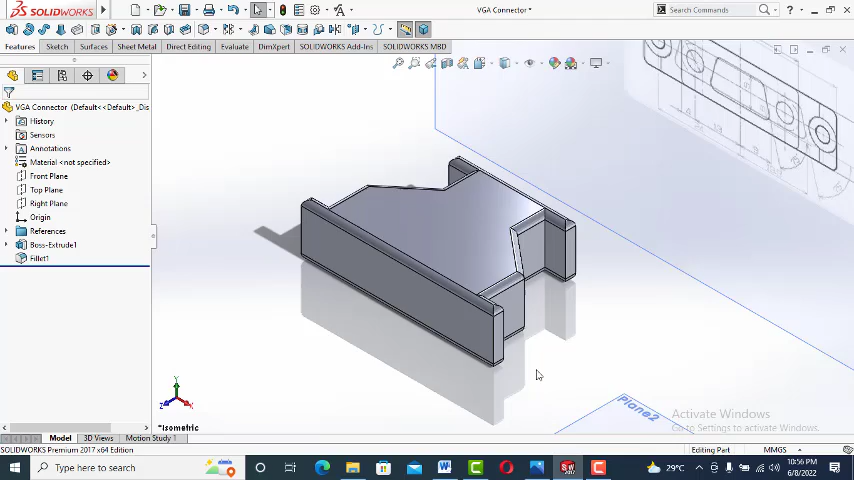 SOLIDWORKS
VGA Connector *
Search Commands
Features
Sketch
Surfaces
Sheet Metal
Direct Editing
Evaluate
DimXpert
SOLIDWORKS Add-Ins
SOLIDWORKS MBD
VGA Connector (Default<<Default>_Dis
History
Sensors
Annotations
Material <not specified>
Front Plane
Top Plane
Right Plane
Origin
References
Boss-Extrude1
Fillet1
Plane2
Activate Windows
Go to Settings to activate Windows.
Y
Z
X
*Isometric
Model
3D Views
Motion Study 1
SOLIDWORKS Premium 2017 x64 Edition
Editing Part
MMGS
Type here to search
29°C
10:56 PM
6/8/2022